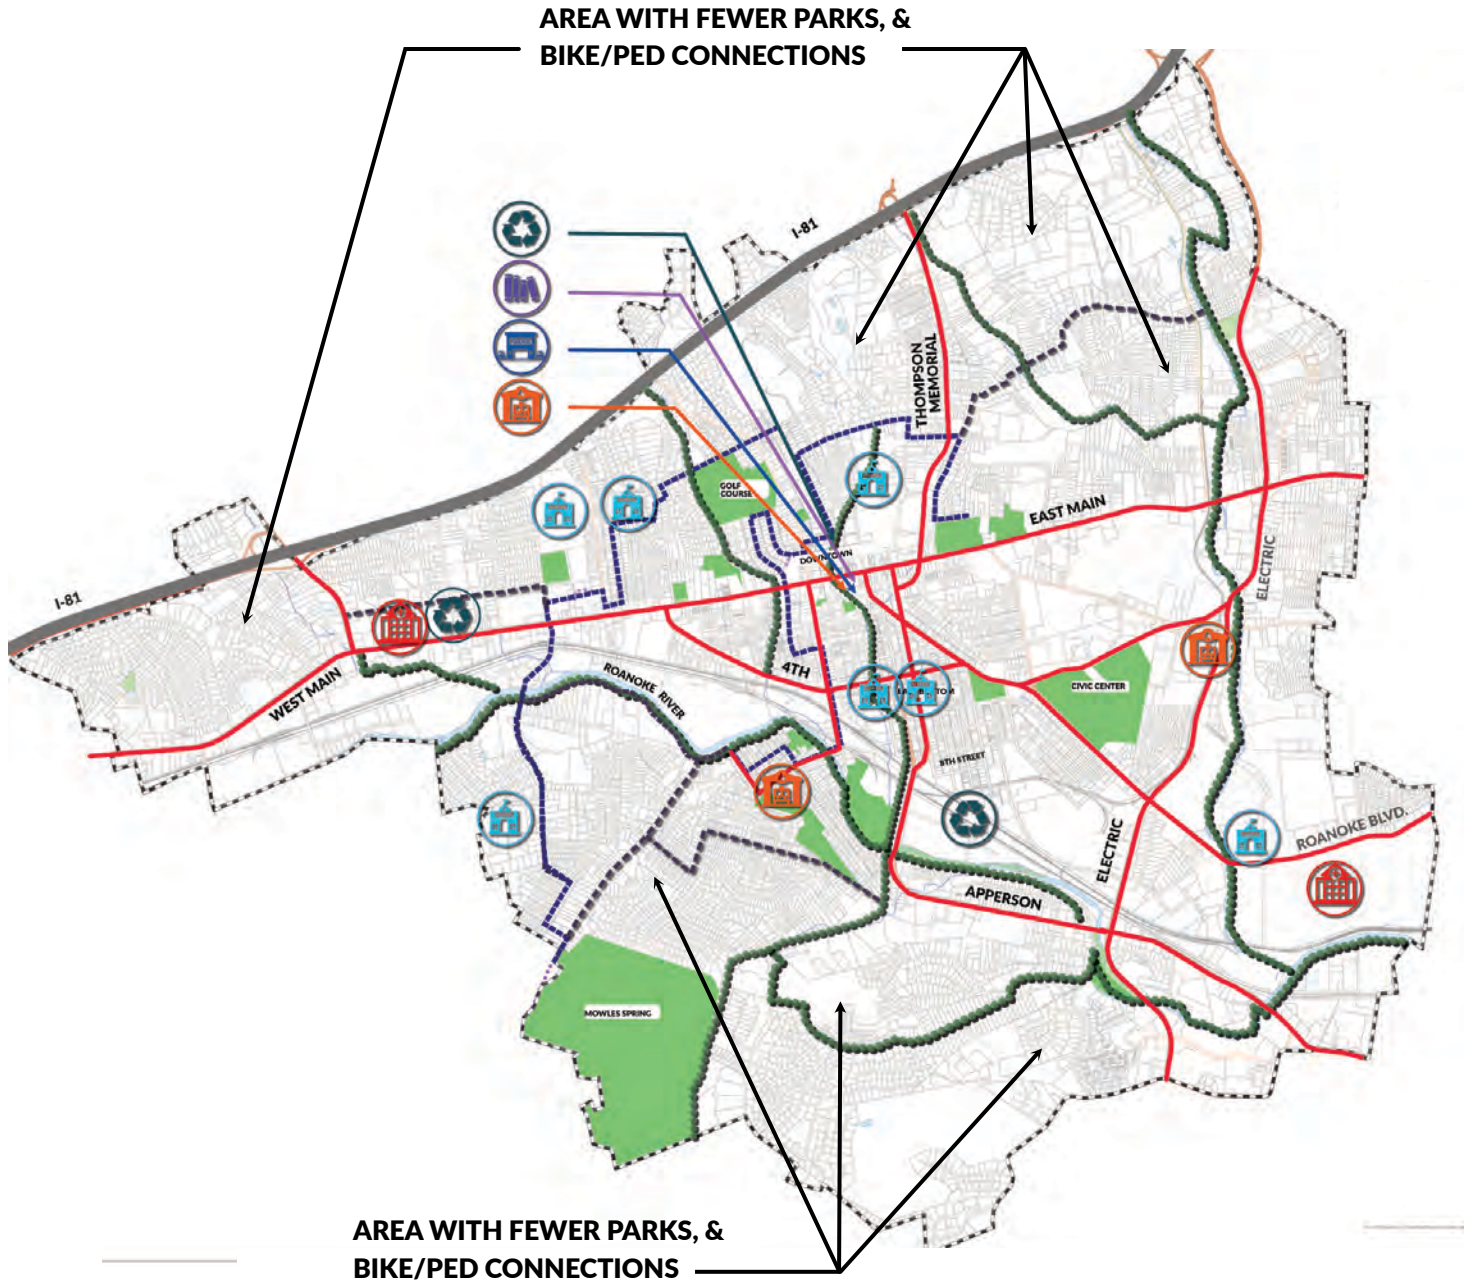 AREA WITH FEWER PARKS, &
BIKE/PED CONNECTIONS
I-81
THOMPSON
MEMORIAL
GOLF
COURSE
EAST MAIN
DOWNTOWN
ELECTRIC
I-81
WEST MAIN
ROANOKE
RIVER
4TH
CIVIC CENTER
8TH STREET
ELECTRIC
ROANOKE BLVD.
APPERSON
MOWLES SPRING
AREA WITH FEWER PARKS, &
BIKE/PED CONNECTIONS